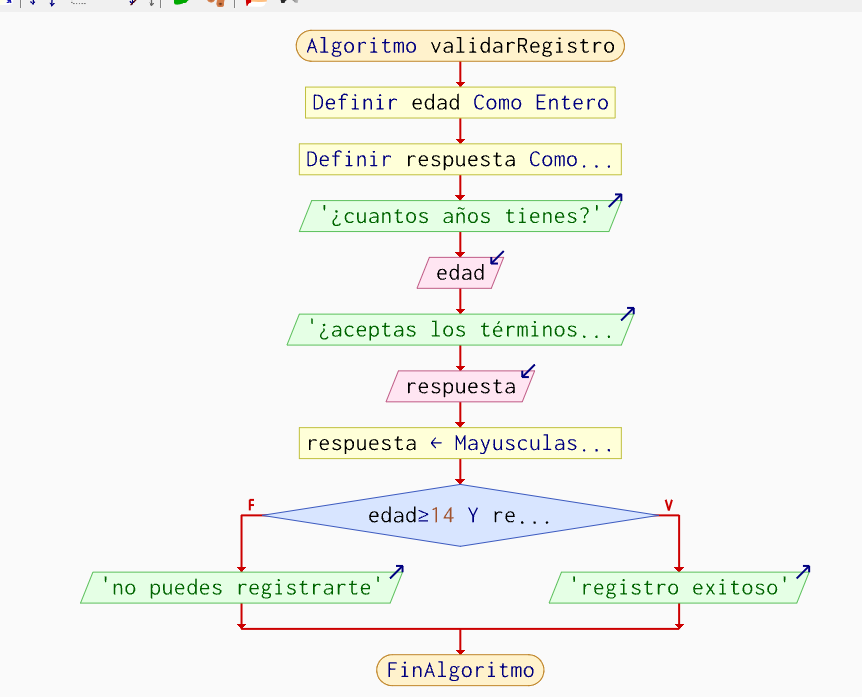 Algoritmo validarRegistro
Definir edad Como Entero
Definir respuesta Como...
'¿cuantos años tienes?'
edad
'¿aceptas los términos...
respuesta
respuesta ← Mayusculas...
F
V
edad≥14 Y re...
'no puedes registrarte'
'registro exitoso'
FinAlgoritmo